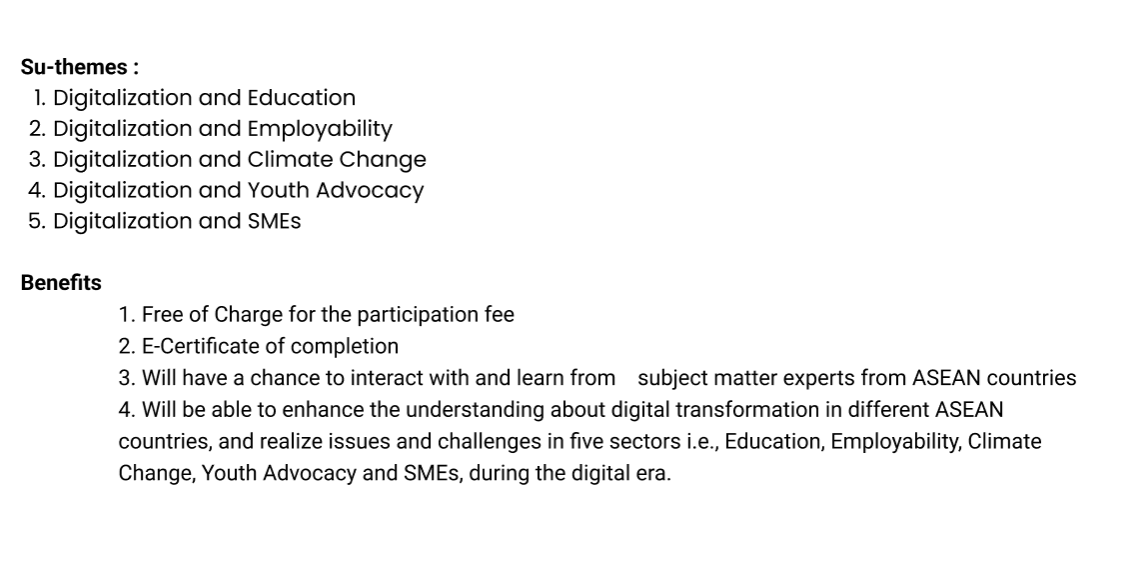 Su-themes :
1. Digitalization and Education
2. Digitalization and Employability
3. Digitalization and Climate Change
4. Digitalization and Youth Advocacy
5. Digitalization and SMEs
Benefits
1. Free of Charge for the participation fee
2. E-Certificate of completion
3. Will have a chance to interact with and learn from subject matter experts from ASEAN countries
4. Will be able to enhance the understanding about digital transformation in different ASEAN
countries, and realize issues and challenges in five sectors i.e., Education, Employability, Climate
Change, Youth Advocacy and SMEs, during the digital era.